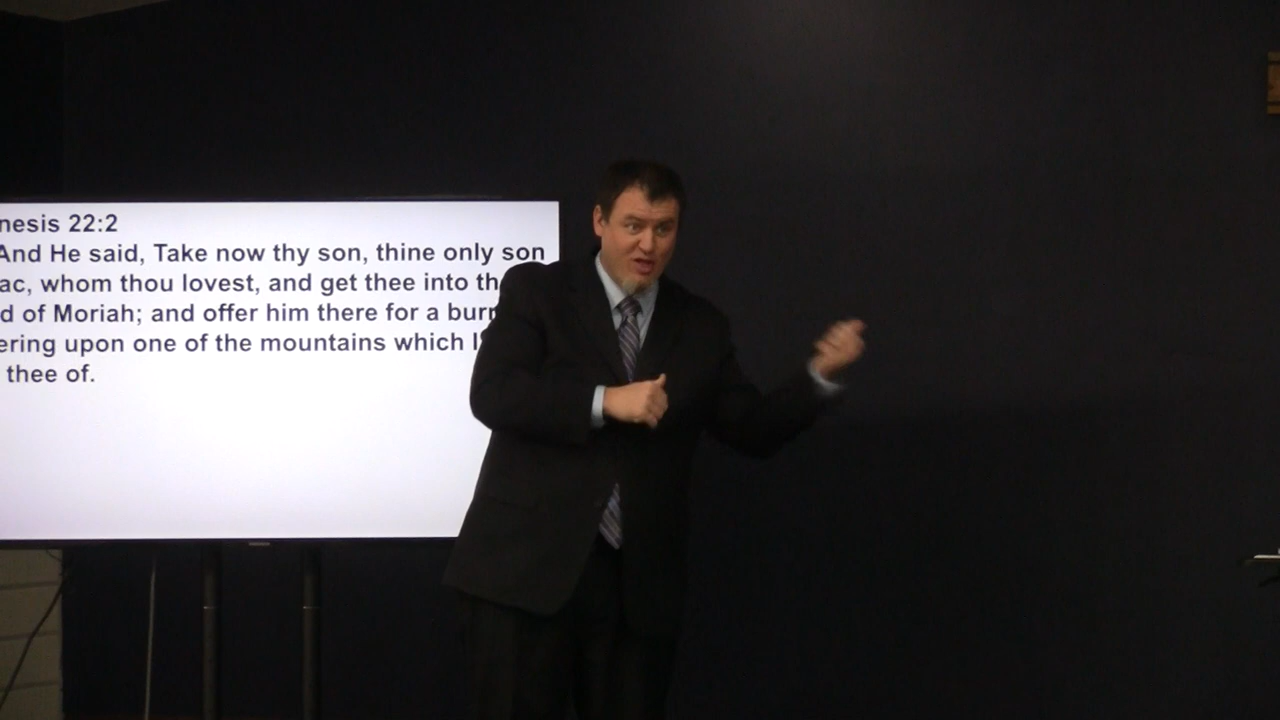 nesis 22:2
And He said, Take now thy son, thine only son
ac, whom thou lovest, and get thee into th
d of Moriah; and offer him there for a bur
ering upon one of the mountains which I
thee of.